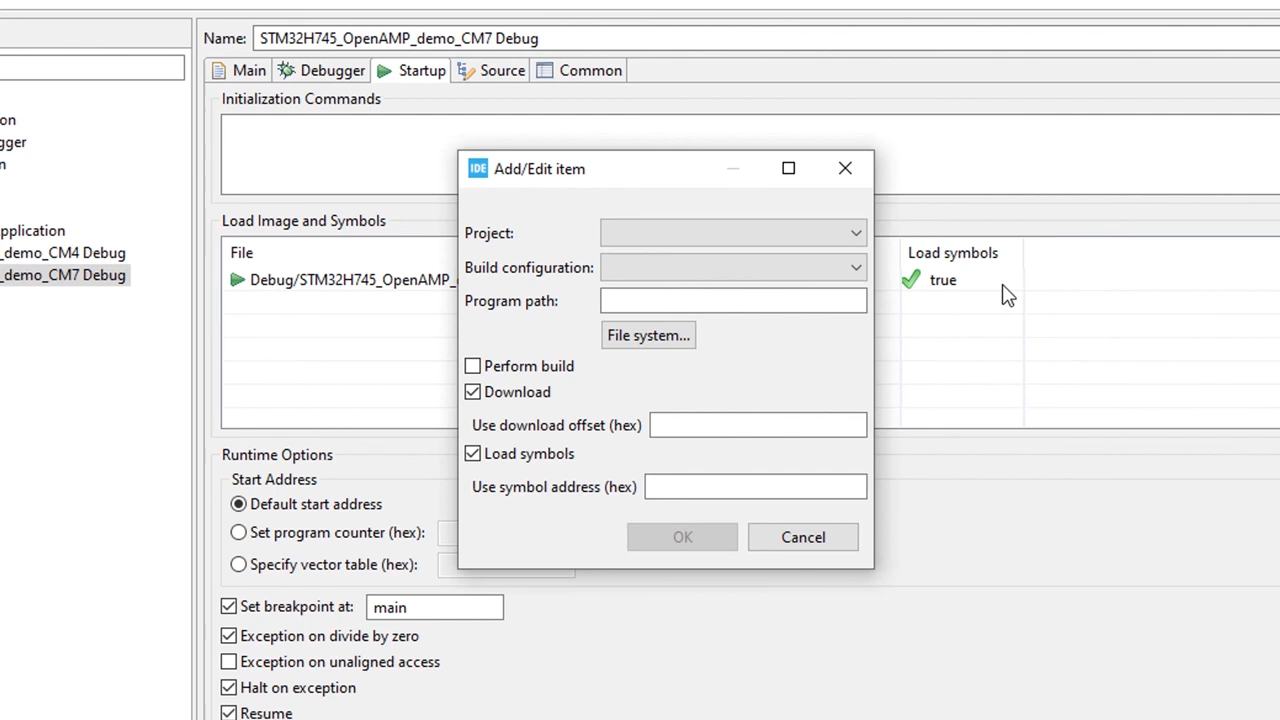 Name: STM32H745_OpenAMP_demo_CM7 Debug
Main Debugger Startup Source Common
Initialization Commands
on
gger
n
pplication
_demo_CM4 Debug
_demo_CM7 Debug
Load Image and Symbols
File Load symbols
Debug/STM32H745_OpenAMP_ true
IDE Add/Edit item
Project:
Build configuration:
Program path:
File system...
Perform build
Download
Use download offset (hex)
Load symbols
Use symbol address (hex)
OK Cancel
Runtime Options
Start Address
Default start address
Set program counter (hex):
Specify vector table (hex):
Set breakpoint at: main
Exception on divide by zero
Exception on unaligned access
Halt on exception
Resume